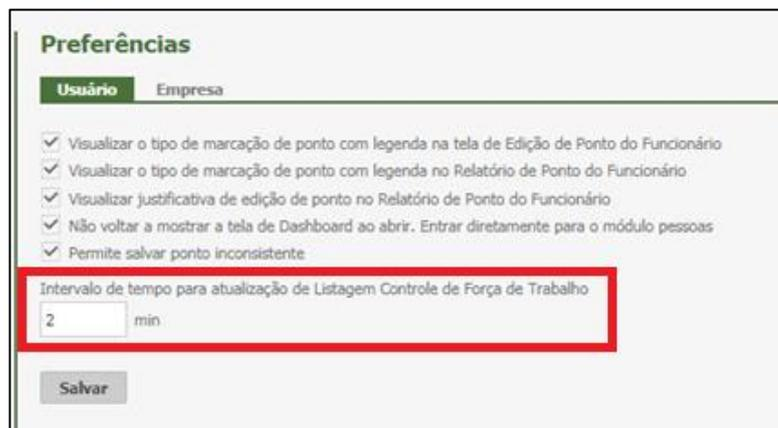 Preferências
Usuário Empresa
Visualizar o tipo de marcação de ponto com legenda na tela de Edição de Ponto do Funcionário
Visualizar o tipo de marcação de ponto com legenda no Relatório de Ponto do Funcionário
Visualizar justificativa de edição de ponto no Relatório de Ponto do Funcionário
Não voltar a mostrar a tela de Dashboard ao abrir. Entrar diretamente para o módulo pessoas
Permite salvar ponto inconsistente
Intervalo de tempo para atualização de Listagem Controle de Força de Trabalho
2 min
Salvar